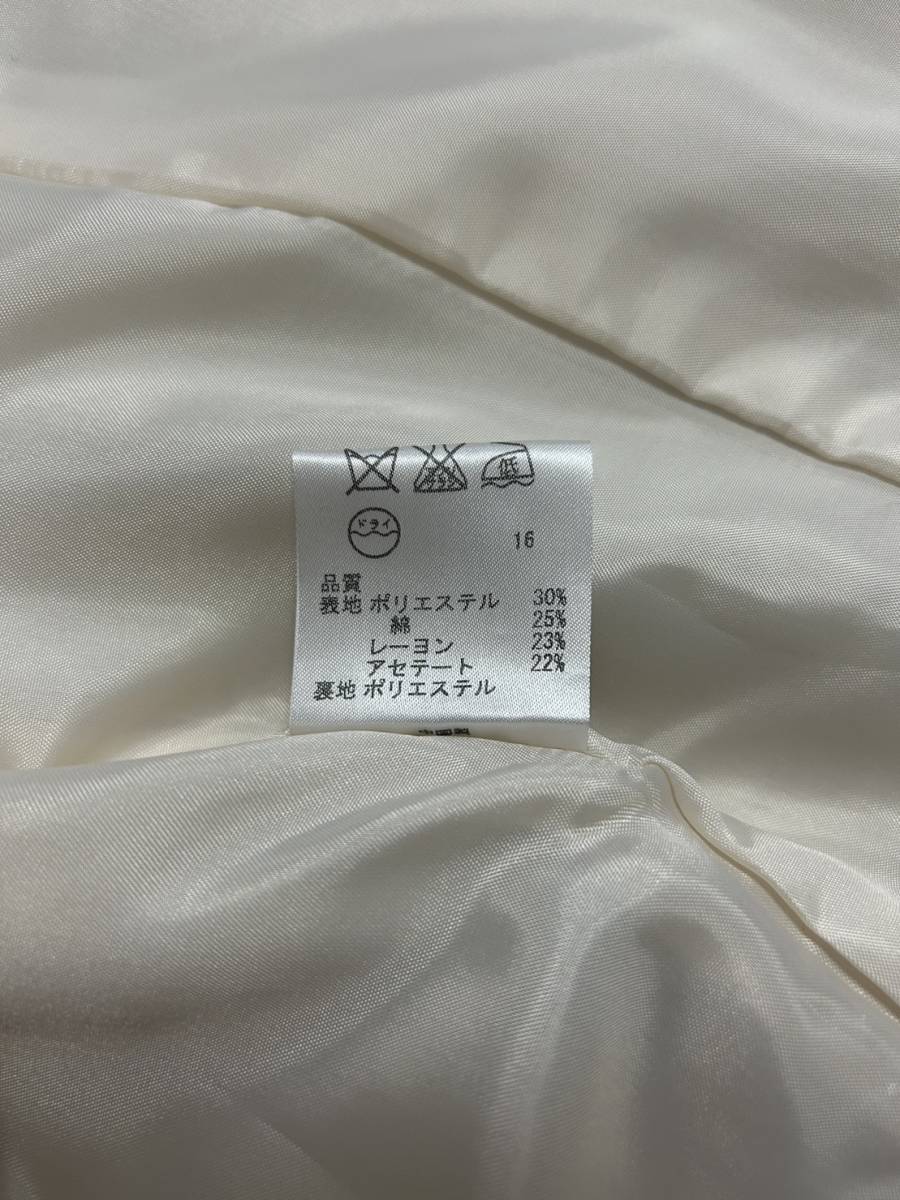 低
ドライ
16
品質
表地 ポリエステル 30%
綿 25%
レーヨン 23%
アセテート 22%
裏地 ポリエステル